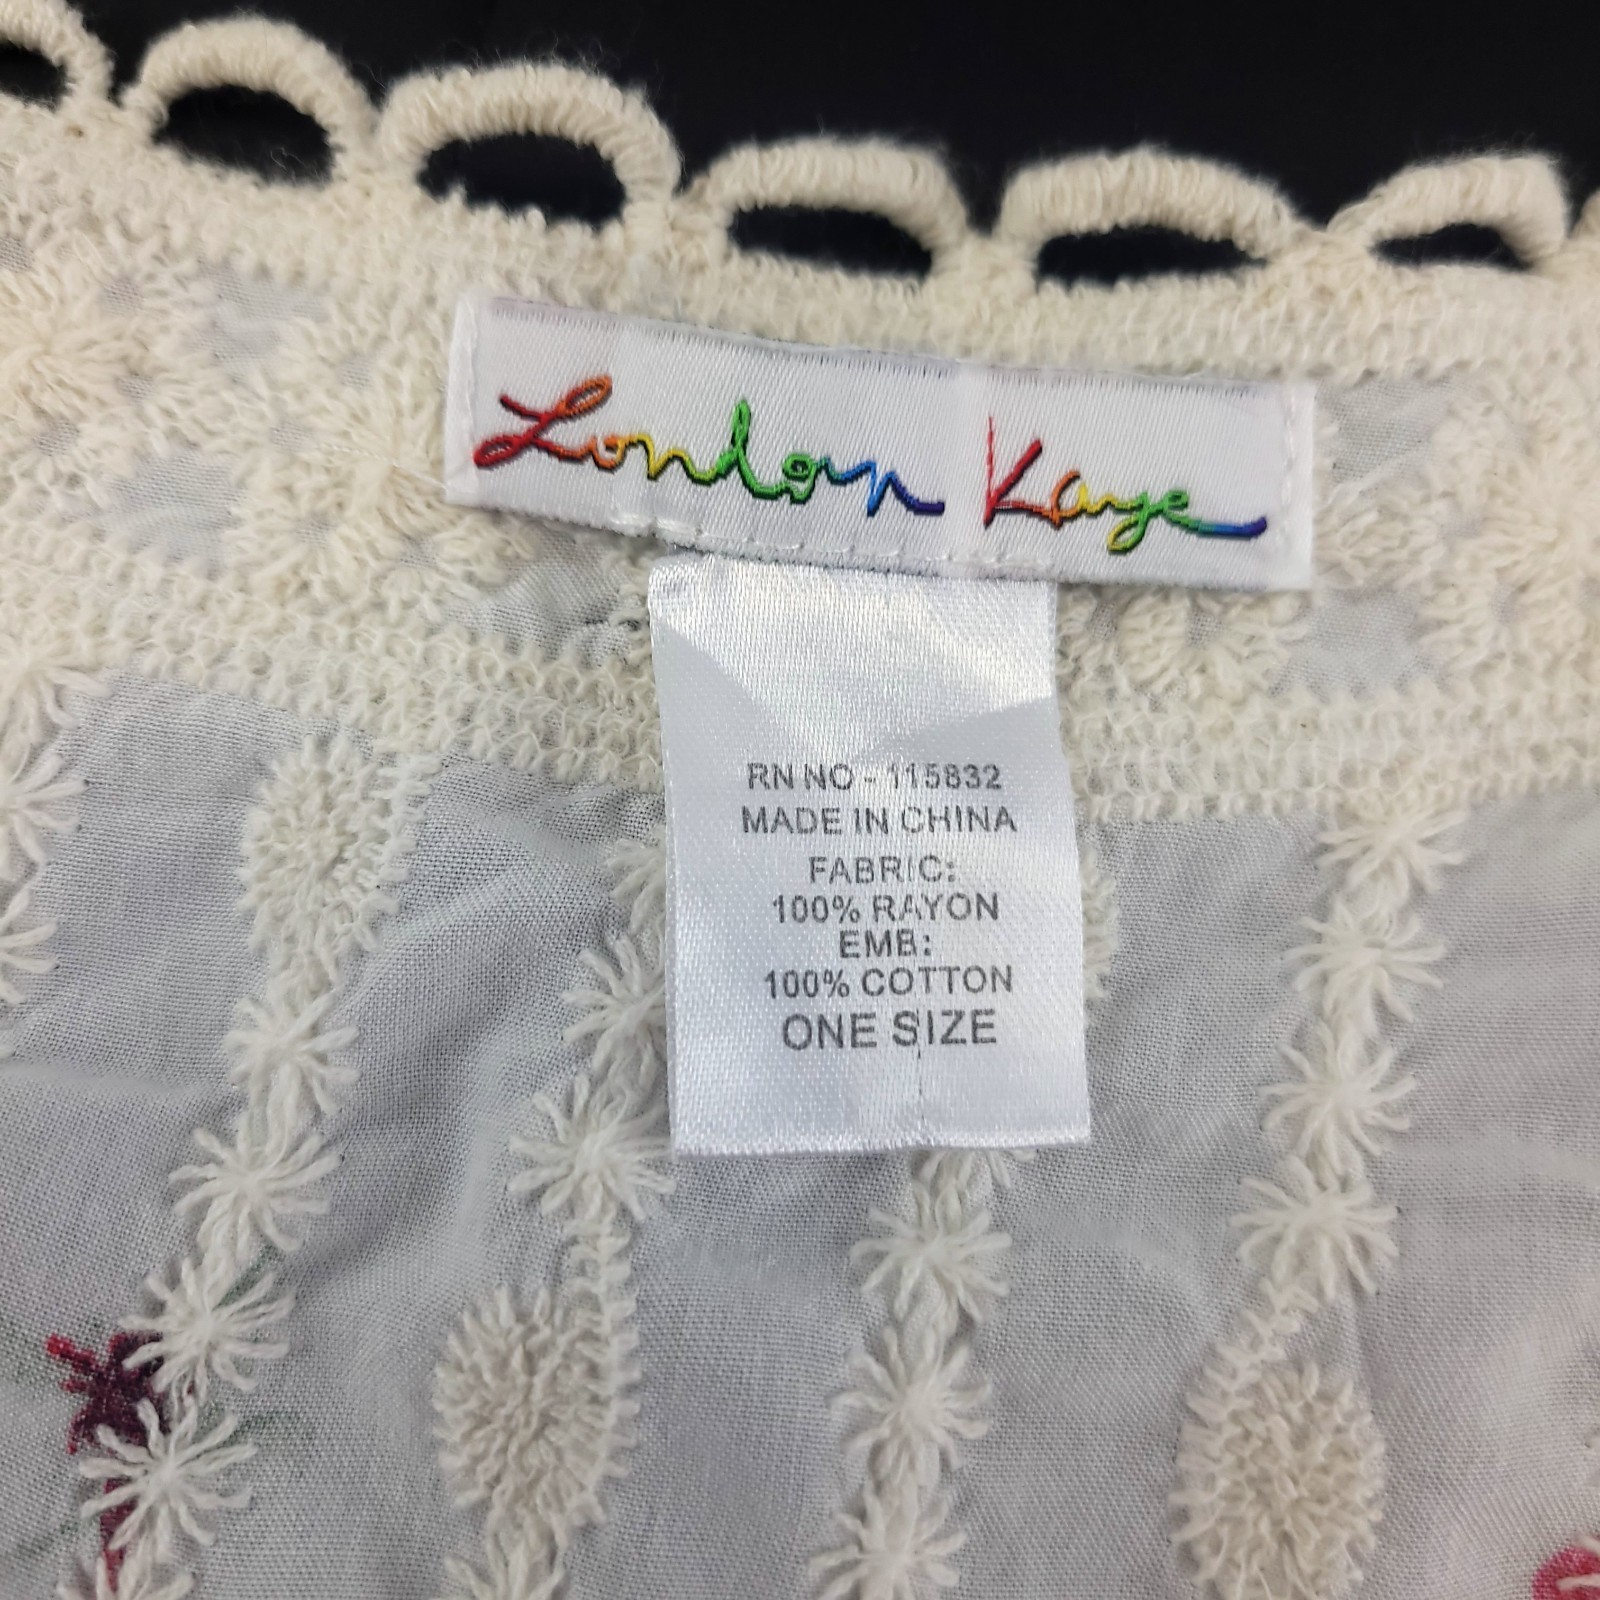 London Kaye
RN NO - 115832
MADE IN CHINA
FABRIC:
100% RAYON
EMB:
100% COTTON
ONE SIZE